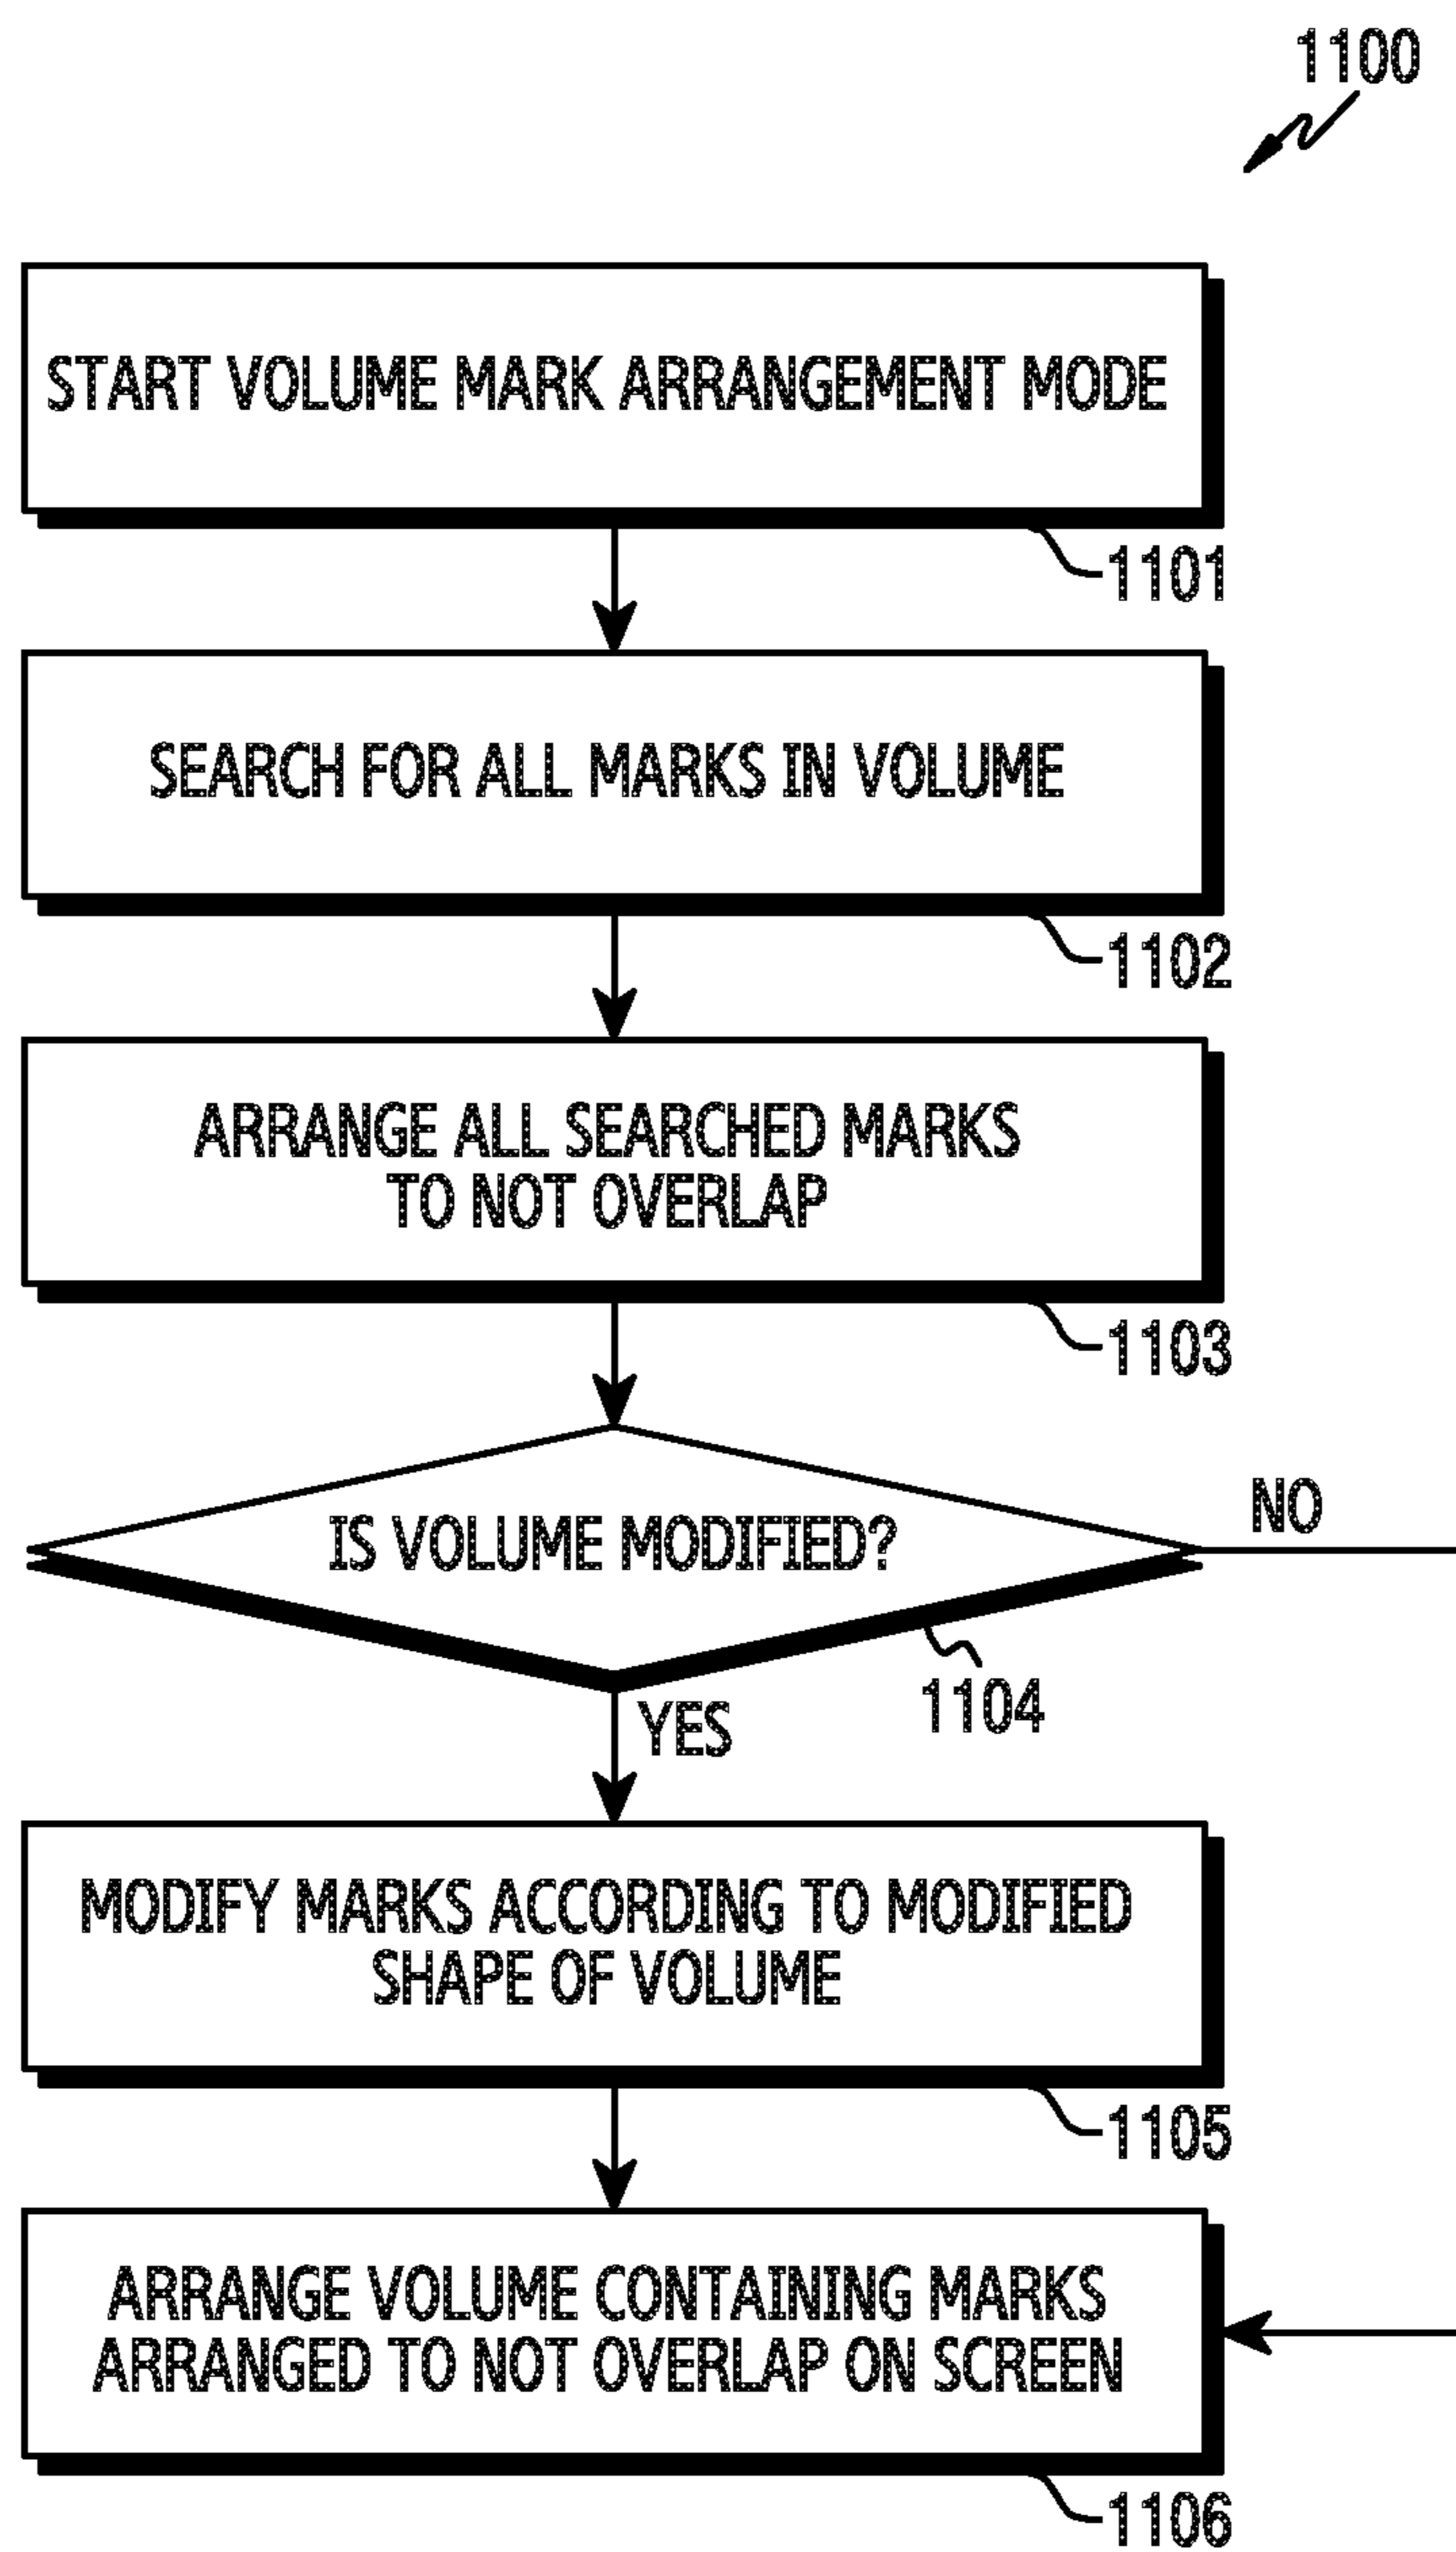 1100
START VOLUME MARK ARRANGEMENT MODE
1101
SEARCH FOR ALL MARKS IN VOLUME
1102
ARRANGE ALL SEARCHED MARKS
TO NOT OVERLAP
1103
IS VOLUME MODIFIED?
NO
1104
YES
MODIFY MARKS ACCORDING TO MODIFIED
SHAPE OF VOLUME
1105
ARRANGE VOLUME CONTAINING MARKS
ARRANGED TO NOT OVERLAP ON SCREEN
1106